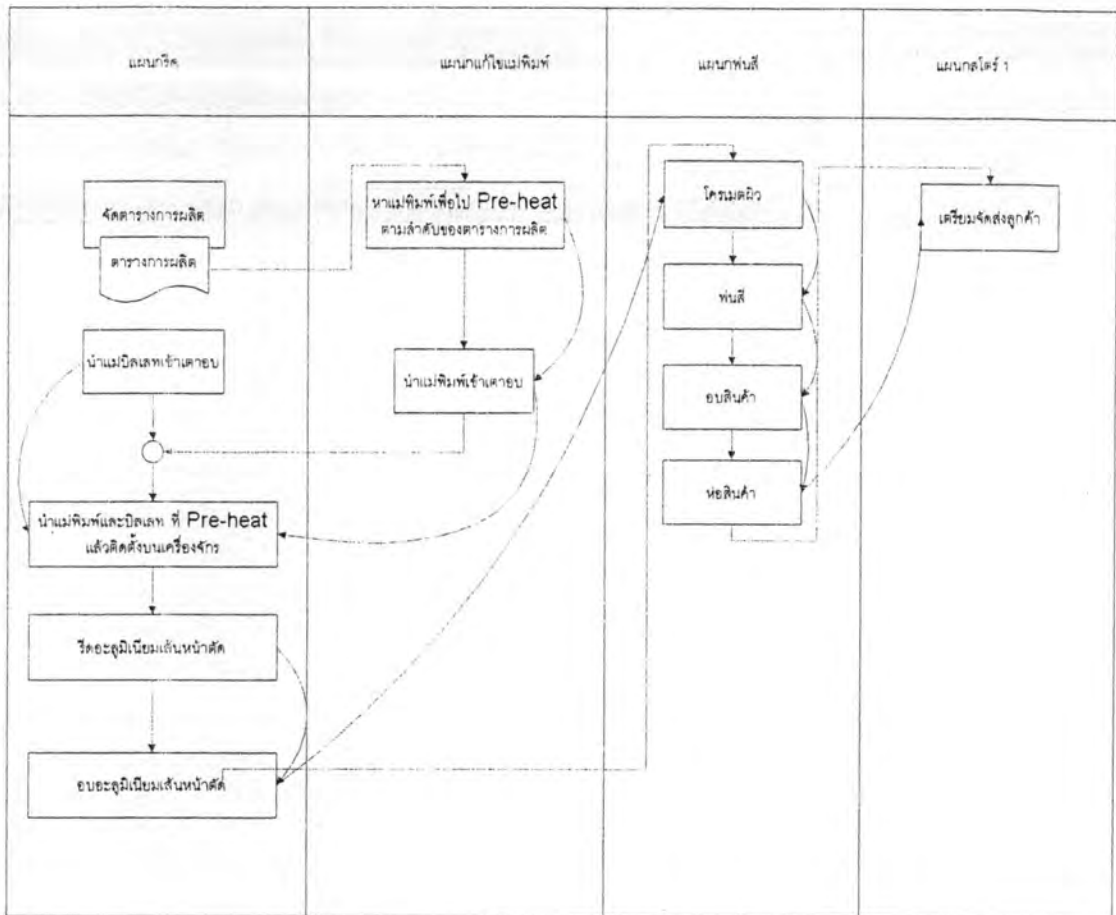 แผนกรีด
แผนกแก้ไขแม่พิมพ์
แผนกพ่นสี
แผนกสโตร์ 1
จัดตารางการผลิต
ตารางการผลิต
นำแม่บิลเลทเข้าเตาอบ
นำแม่พิมพ์และบิลเลท ที่ Pre-heat
แล้วติดตั้งบนเครื่องจักร
รีดอะลูมิเนียมเส้นหน้าตัด
อบอะลูมิเนียมเส้นหน้าตัด
หาแม่พิมพ์เพื่อไป Pre-heat
ตามลำดับของตารางการผลิต
นำแม่พิมพ์เข้าเตาอบ
โครเมตผิว
พ่นสี
อบสินค้า
ห่อสินค้า
เตรียมจัดส่งลูกค้า